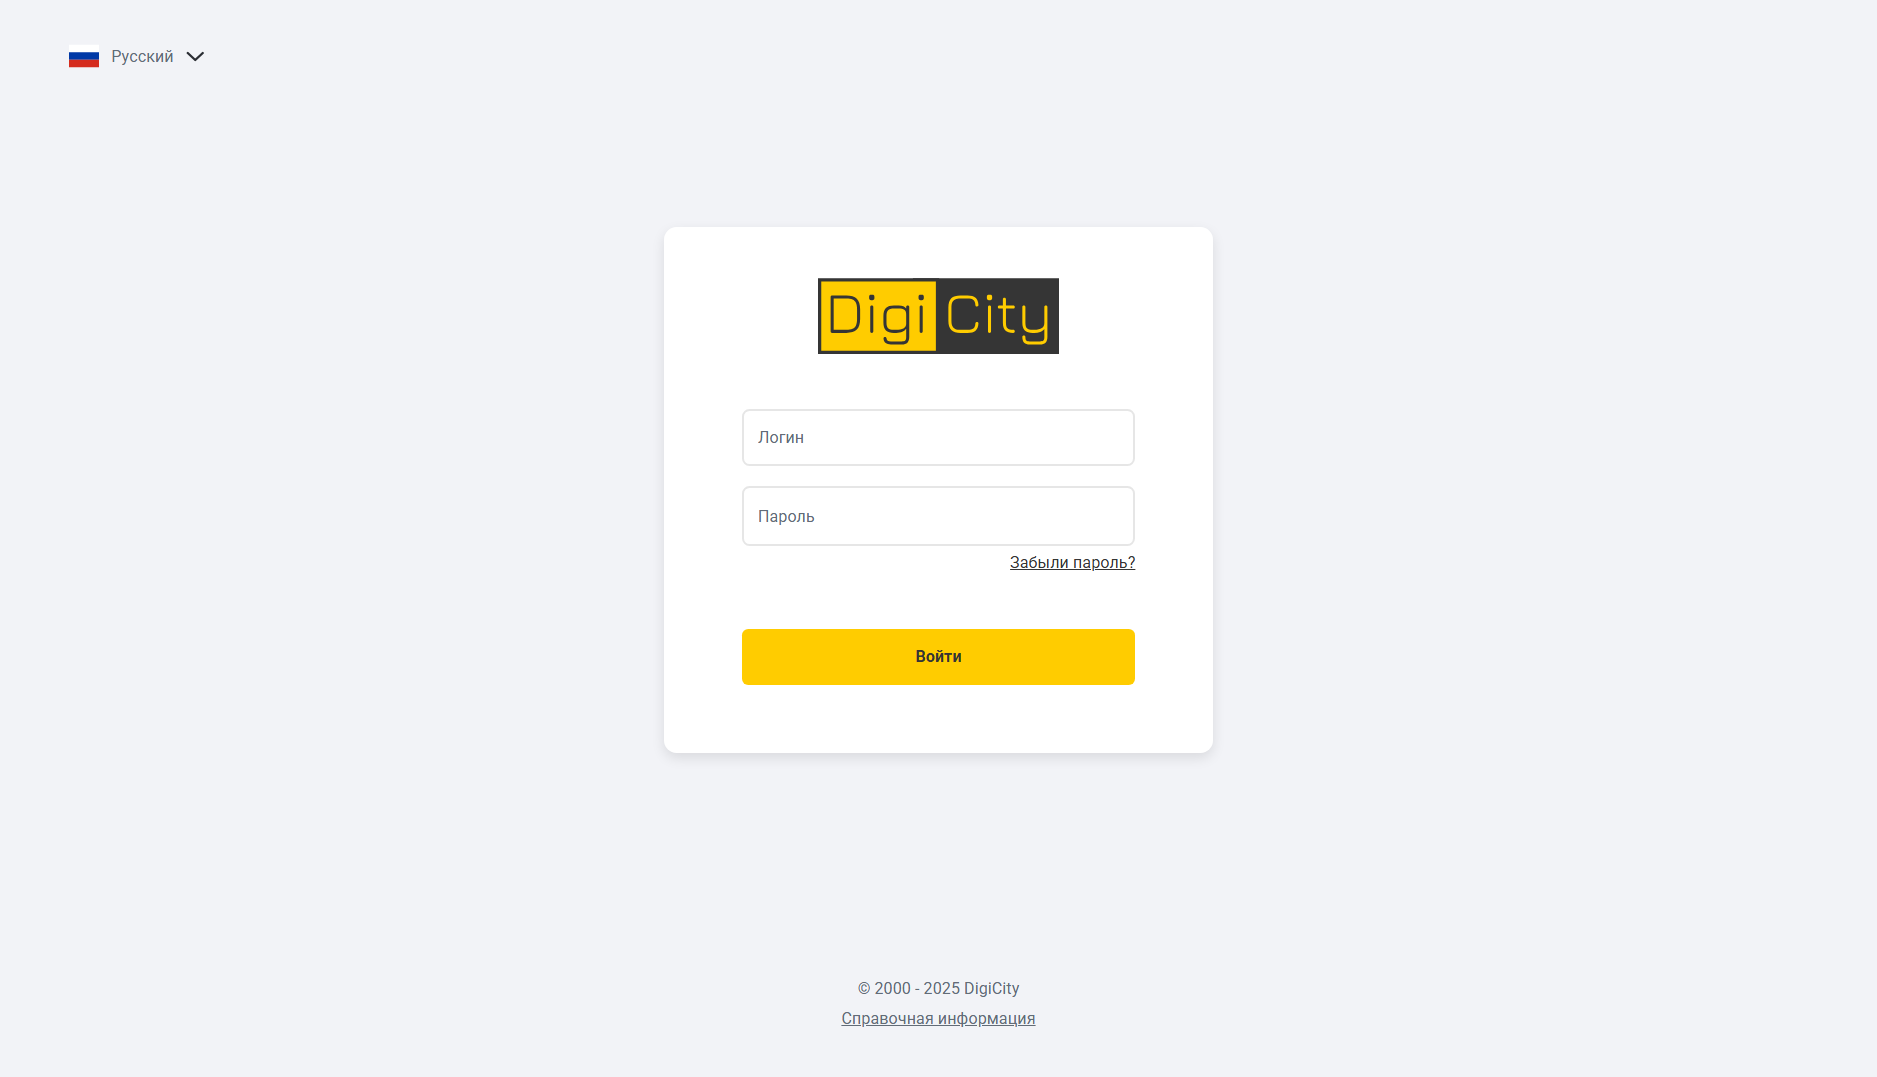 Русский
Digi City
Логин
Пароль
Забыли пароль?
Войти
© 2000 - 2025 DigiCity
Справочная информация